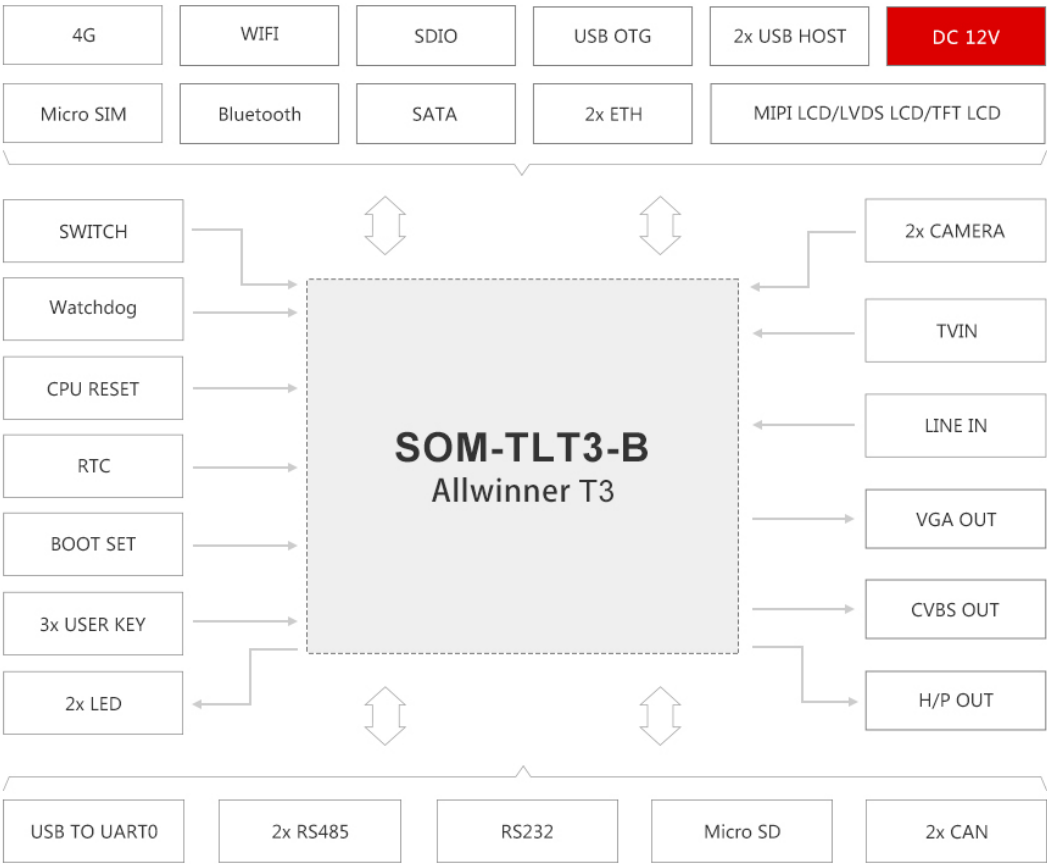 4G
WIFI
SDIO
USB OTG
2x USB HOST
DC 12V
Micro SIM
Bluetooth
SATA
2x ETH
MIPI LCD/LVDS LCD/TFT LCD
SWITCH
Watchdog
CPU RESET
RTC
BOOT SET
3x USER KEY
2x LED
SOM-TLT3-B
Allwinner T3
2x CAMERA
TVIN
LINE IN
VGA OUT
CVBS OUT
H/P OUT
USB TO UART0
2x RS485
RS232
Micro SD
2x CAN